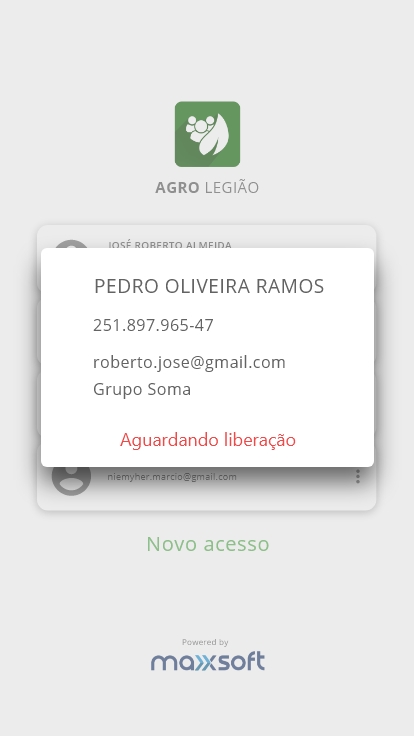 AGRO LEGIÃO
JOSÉ ROBERTO ALMEIDA
PEDRO OLIVEIRA RAMOS
251.897.965-47
roberto.jose@gmail.com
Grupo Soma
Aguardando liberação
niemyher.marcio@gmail.com
Novo acesso
Powered by
maxxsoft